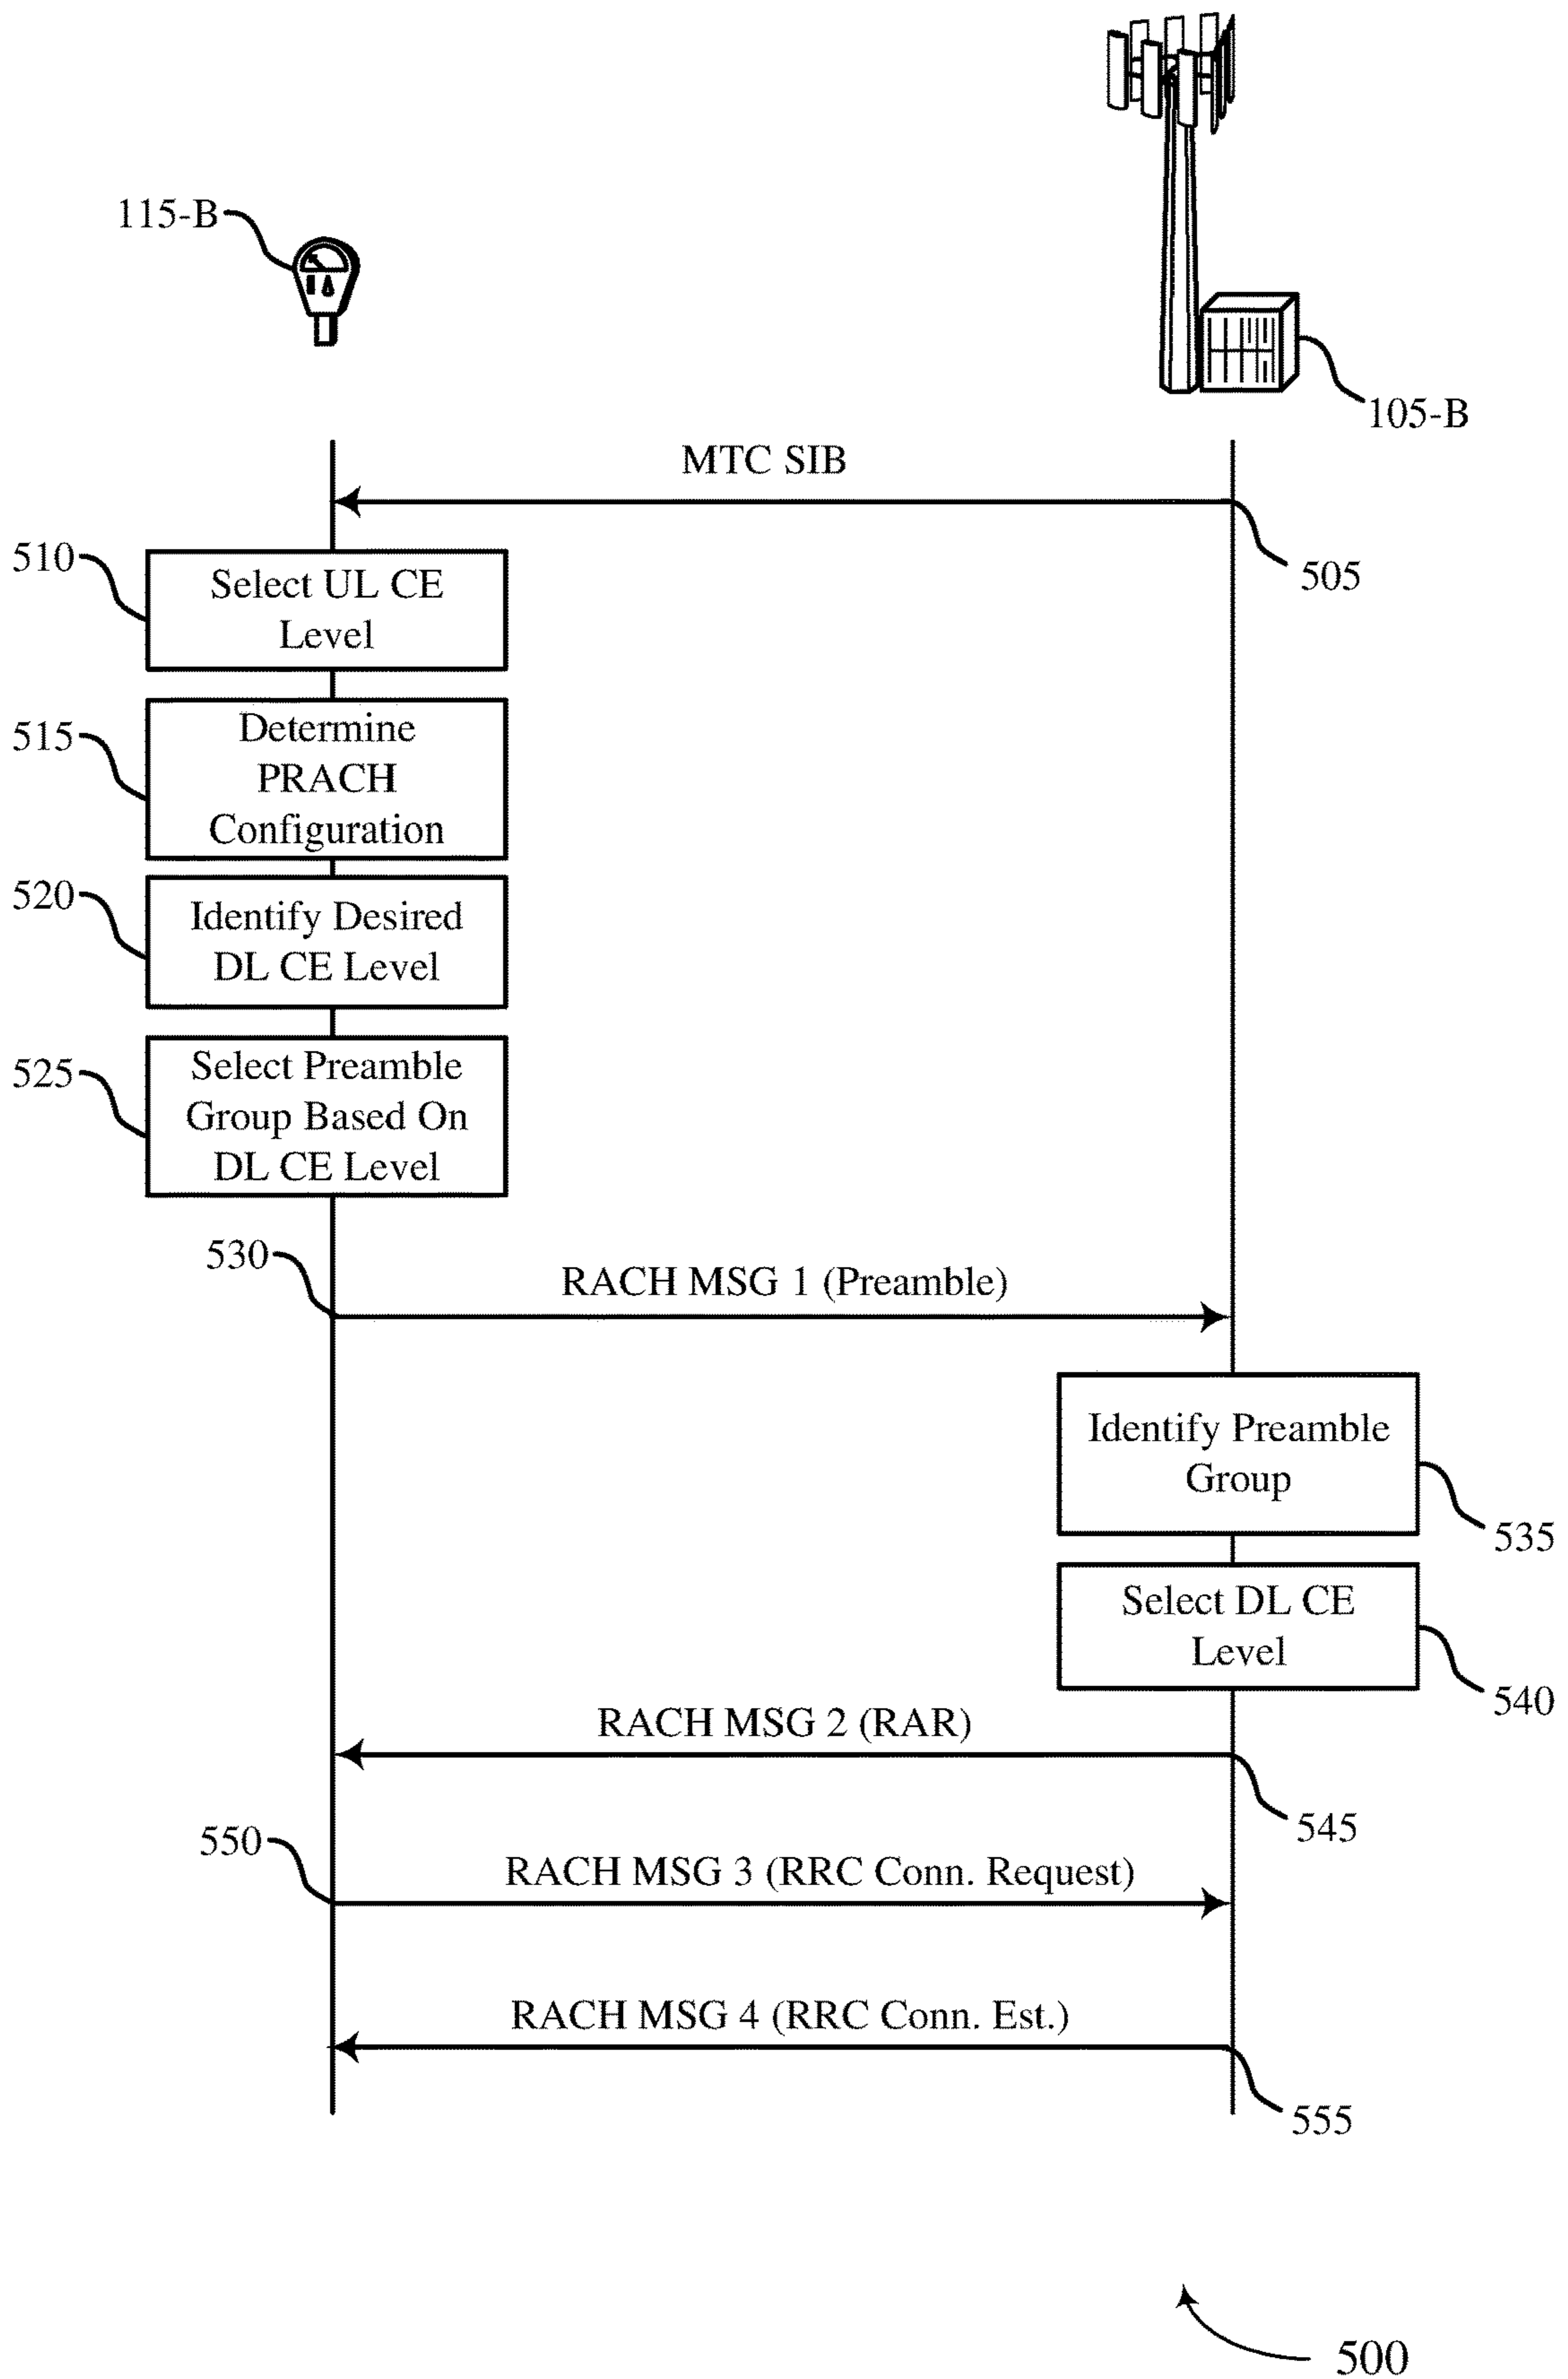 115-B
105-B
MTC SIB
505
510
Select UL CE
Level
515
Determine
PRACH
Configuration
520
Identify Desired
DL CE Level
525
Select Preamble
Group Based On
DL CE Level
530
RACH MSG 1 (Preamble)
Identify Preamble
Group
535
Select DL CE
Level
540
RACH MSG 2 (RAR)
545
550
RACH MSG 3 (RRC Conn. Request)
RACH MSG 4 (RRC Conn. Est.)
555
500